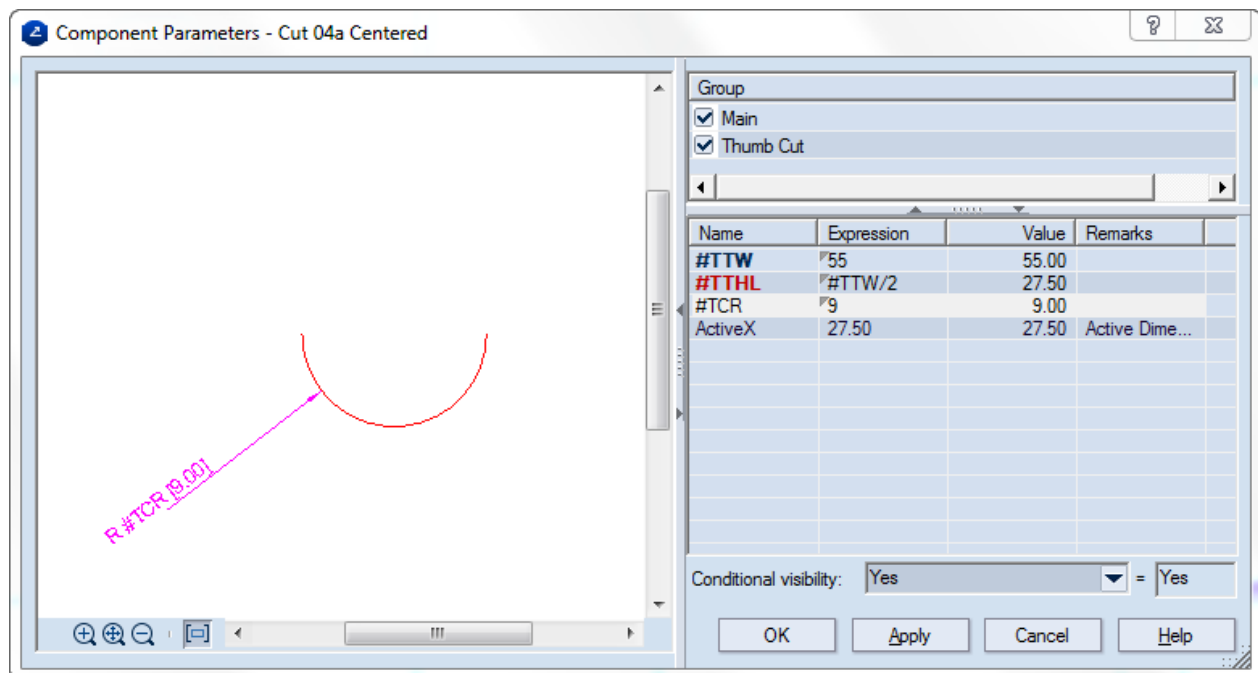 Component Parameters - Cut 04a Centered
R #TCR [9.00]
Group
Main
Thumb Cut
Name Expression Value Remarks
#TTW 55 55.00
#TTHL #TTW/2 27.50
#TCR 9 9.00
ActiveX 27.50 27.50 Active Dime...
Conditional visibility: Yes = Yes
OK Apply Cancel Help